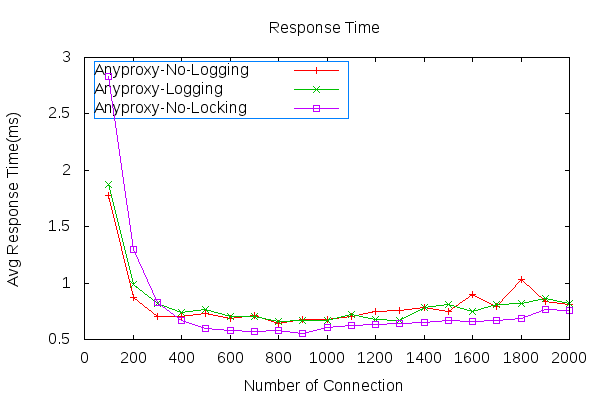 Response Time
3
2.5
2
1.5
1
0.5
Avg Response Time(ms)
Anyproxy-No-Logging
Anyproxy-Logging
Anyproxy-No-Locking
0 200 400 600 800 1000 1200 1400 1600 1800 2000
Number of Connection